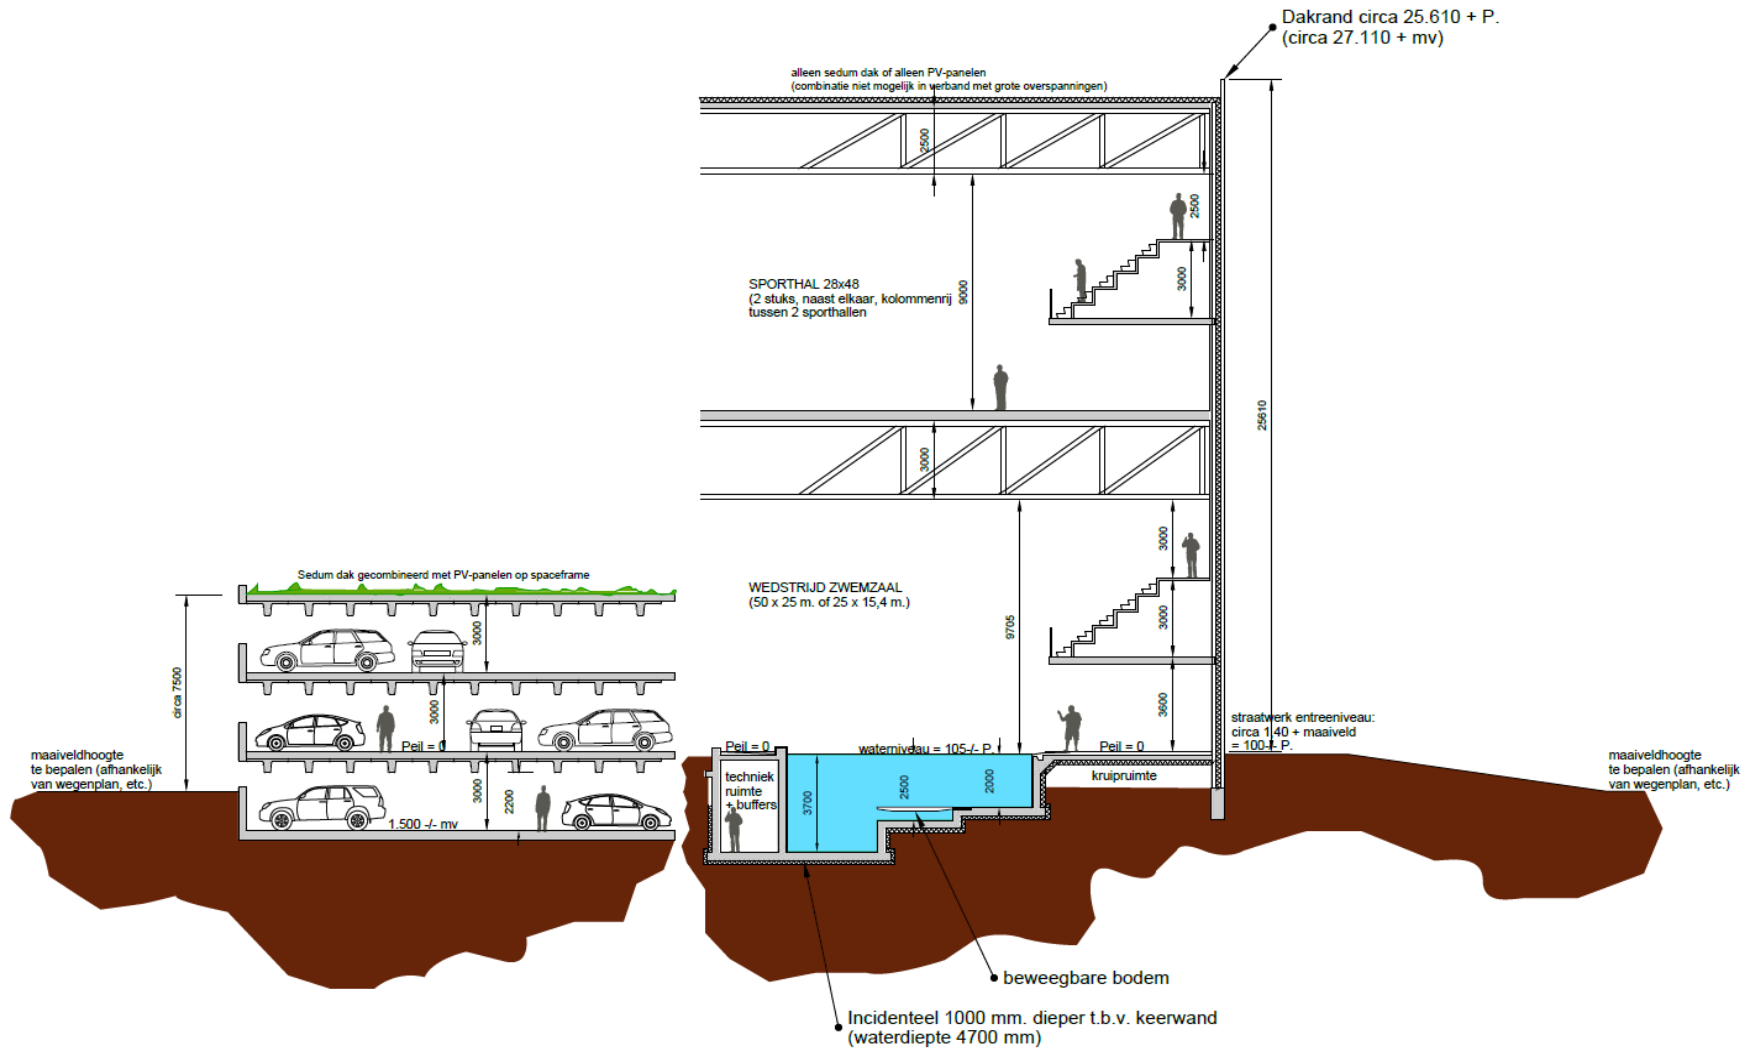 Dakrand circa 25.610 + P.
(circa 27.110 + mv)
alleen sedum dak of alleen PV-panelen
(combinatie niet mogelijk in verband met grote overspanningen)
2500
2500
SPORTHAL 28x48
(2 stuks, naast elkaar, kolommenrij
tussen 2 sporthallen
9000
3000
25610
3000
3000
Sedum dak gecombineerd met PV-panelen op spaceframe
WEDSTRIJD ZWEMZAAL
(50 x 25 m. of 25 x 15,4 m.)
3000
9705
3000
circa 7500
3000
3600
straatwerk entreeniveau:
circa 1,40 + maaiveld
= 100-/- P.
maaiveldhoogte
te bepalen (afhankelijk
van wegenplan, etc.)
Peil = 0
Peil = 0
waterniveau = 105-/- P.
Peil = 0
maaiveldhoogte
te bepalen (afhankelijk
van wegenplan, etc.)
techniek
ruimte
+ buffers
kruipruimte
3000
2200
3700
2500
2000
1.500 -/- mv
beweegbare bodem
Incidenteel 1000 mm. dieper t.b.v. keerwand
(waterdiepte 4700 mm)